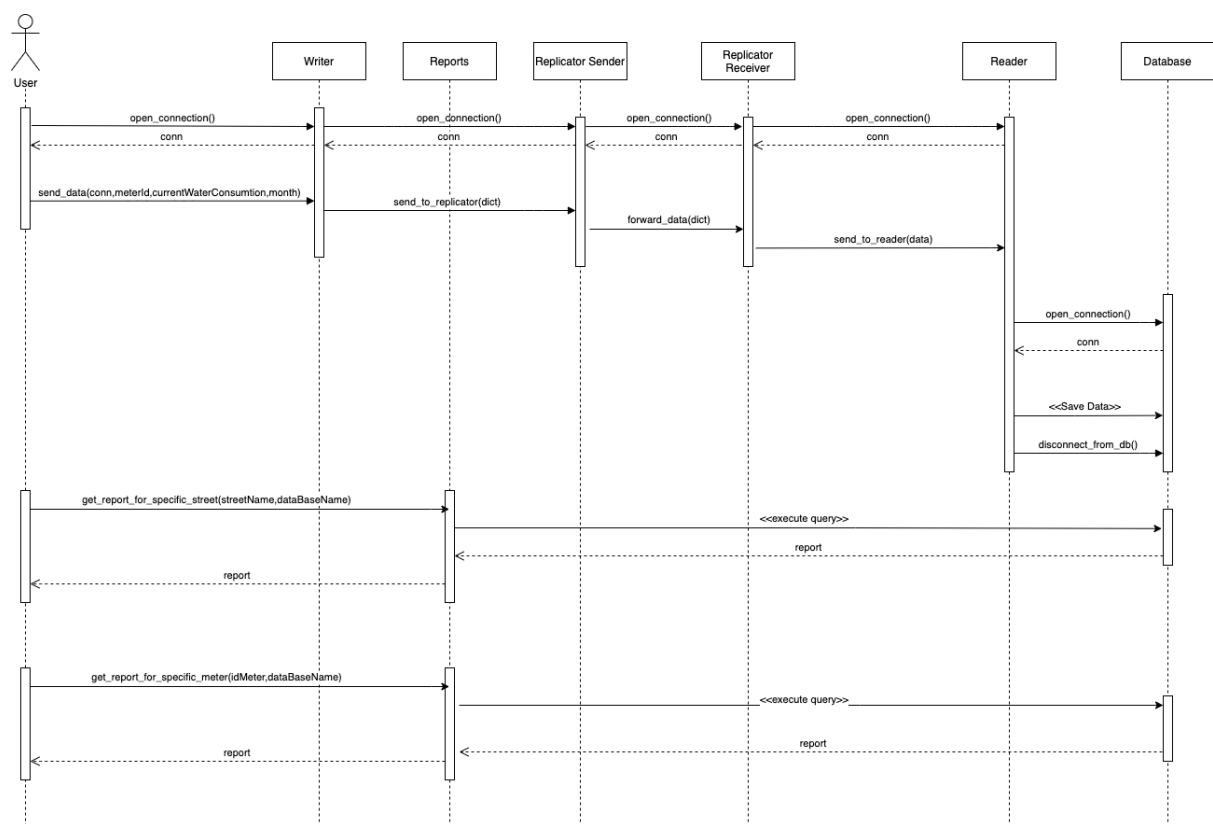 User
Writer
Reports
Replicator Sender
Replicator
Receiver
Reader
Database
open_connection()
open_connection()
open_connection()
open_connection()
conn
conn
conn
conn
send_data(conn,meterId,currentWaterConsumtion,month)
send_to_replicator(dict)
forward_data(dict)
send_to_reader(data)
open_connection()
conn
<<Save Data>>
disconnect_from_db()
get_report_for_specific_street(streetName,dataBaseName)
<<execute query>>
report
report
get_report_for_specific_meter(idMeter,dataBaseName)
<<execute query>>
report
report